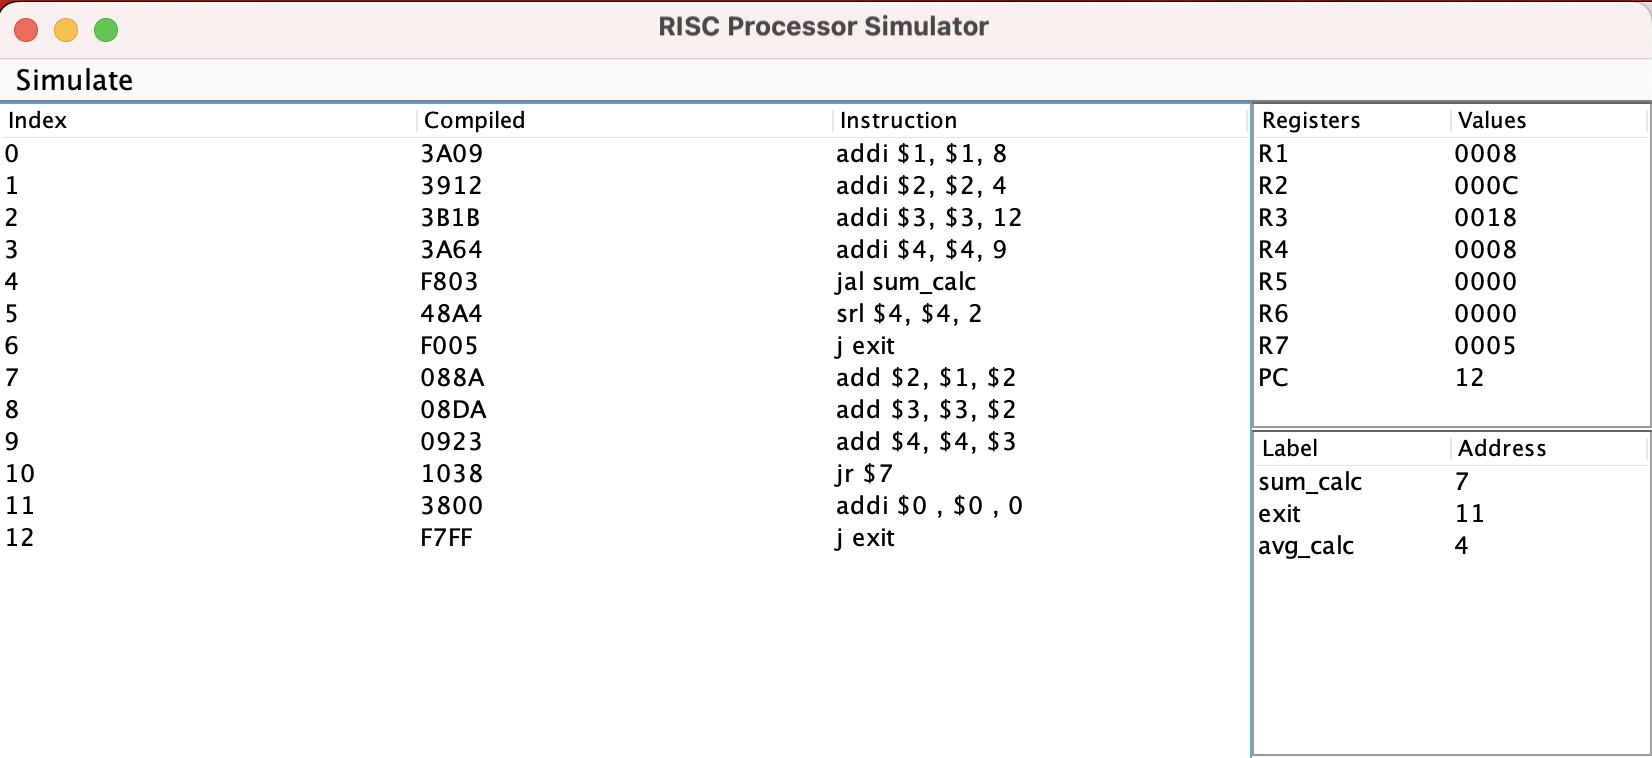 RISC Processor Simulator
Simulate
Index Compiled Instruction
0 3A09 addi $1, $1, 8
1 3912 addi $2, $2, 4
2 3B1B addi $3, $3, 12
3 3A64 addi $4, $4, 9
4 F803 jal sum_calc
5 48A4 srl $4, $4, 2
6 F005 j exit
7 088A add $2, $1, $2
8 08DA add $3, $3, $2
9 0923 add $4, $4, $3
10 1038 jr $7
11 3800 addi $0 , $0 , 0
12 F7FF j exit
Registers Values
R1 0008
R2 000C
R3 0018
R4 0008
R5 0000
R6 0000
R7 0005
PC 12
Label Address
sum_calc 7
exit 11
avg_calc 4